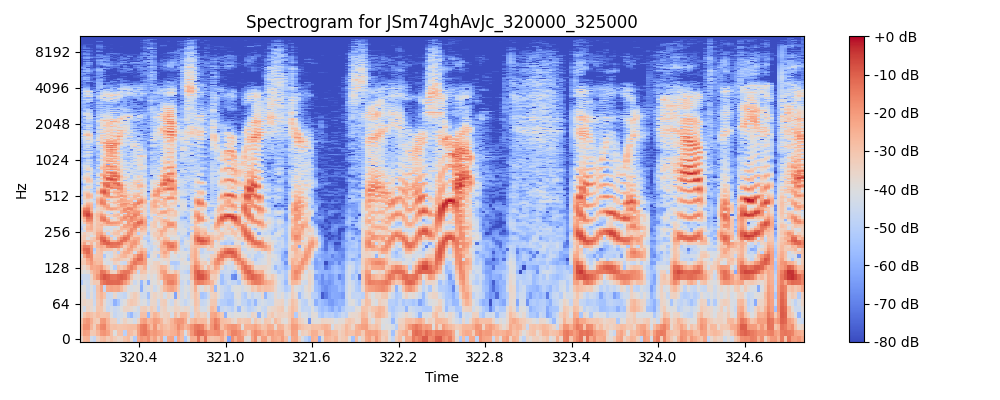 Spectrogram for JSm74ghAvJc_320000_325000
Hz
8192
4096
2048
1024
512
256
128
64
0
320.4 321.0 321.6 322.2 322.8 323.4 324.0 324.6
Time
+0 dB
-10 dB
-20 dB
-30 dB
-40 dB
-50 dB
-60 dB
-70 dB
-80 dB